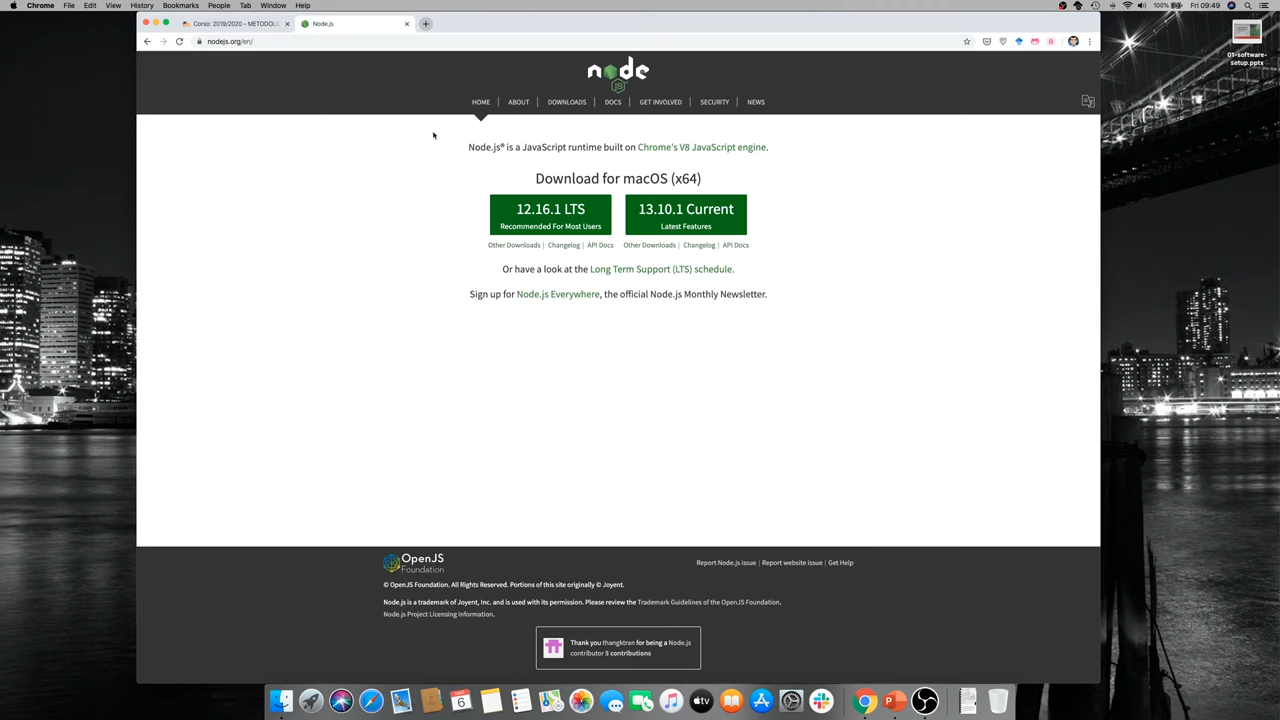 Chrome File Edit View History Bookmarks People Tab Window Help
100% Fri 09:49
Corso: 2019/2020 - METODOLO
Node.js
nodejs.org/en/
01-software-setup.pptx
node
JS
HOME | ABOUT | DOWNLOADS | DOCS | GET INVOLVED | SECURITY | NEWS
Node.js® is a JavaScript runtime built on Chrome's V8 JavaScript engine.
Download for macOS (x64)
12.16.1 LTS
Recommended For Most Users
13.10.1 Current
Latest Features
Other Downloads | Changelog | API Docs
Other Downloads | Changelog | API Docs
Or have a look at the Long Term Support (LTS) schedule.
Sign up for Node.js Everywhere, the official Node.js Monthly Newsletter.
OpenJS
Foundation
Report Node.js issue | Report website issue | Get Help
© OpenJS Foundation. All Rights Reserved. Portions of this site originally © Joyent.
Node.js is a trademark of Joyent, Inc. and is used with its permission. Please review the Trademark Guidelines of the OpenJS Foundation.
Node.js Project Licensing Information.
Thank you thangktran for being a Node.js
contributor 5 contributions
6
tv